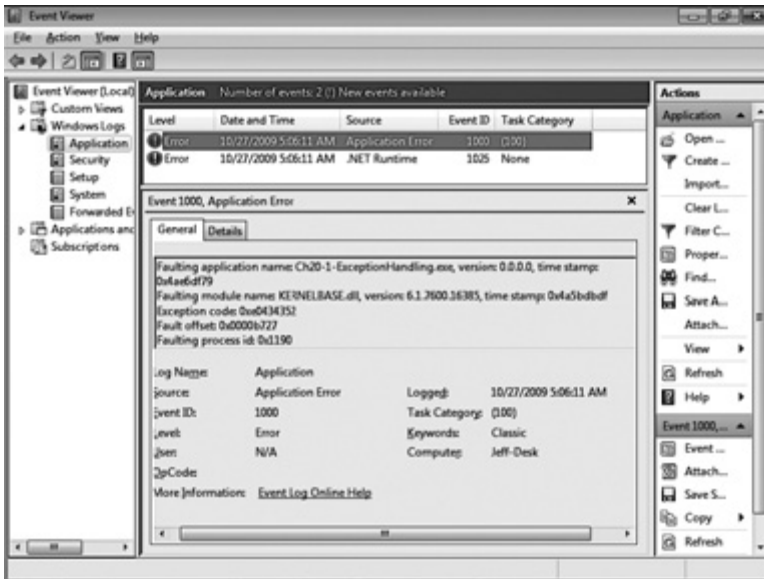 Event Viewer
File Action View Help
Event Viewer (Local)
Custom Views
Windows Logs
Application
Security
Setup
System
Forwarded E
Applications and
Subscriptions
Application Number of events: 2 (!) New events available
Level Date and Time Source Event ID Task Category
Error 10/27/2009 5:06:11 AM Application Error 1000 (100)
Error 10/27/2009 5:06:11 AM .NET Runtime 1025 None
Event 1000, Application Error
General Details
Faulting application name: Ch20-1-ExceptionHandling.exe, version: 0.0.0.0, time stamp:
0x4ae6df79
Faulting module name: KERNELBASE.dll, version: 6.1.7600.16385, time stamp: 0x4a5bdbdf
Exception code: 0xe0434352
Fault offset: 0x0000b727
Faulting process id: 0x1190
Log Name: Application
Source: Application Error Logged: 10/27/2009 5:06:11 AM
Event ID: 1000 Task Category: (100)
Level: Error Keywords: Classic
User: N/A Computer: Jeff-Desk
OpCode:
More Information: Event Log Online Help
Actions
Application
Open ...
Create ...
Import...
Clear L...
Filter C...
Proper...
Find...
Save A...
Attach...
View
Refresh
Help
Event 1000, ...
Event ...
Attach...
Save S...
Copy
Refresh